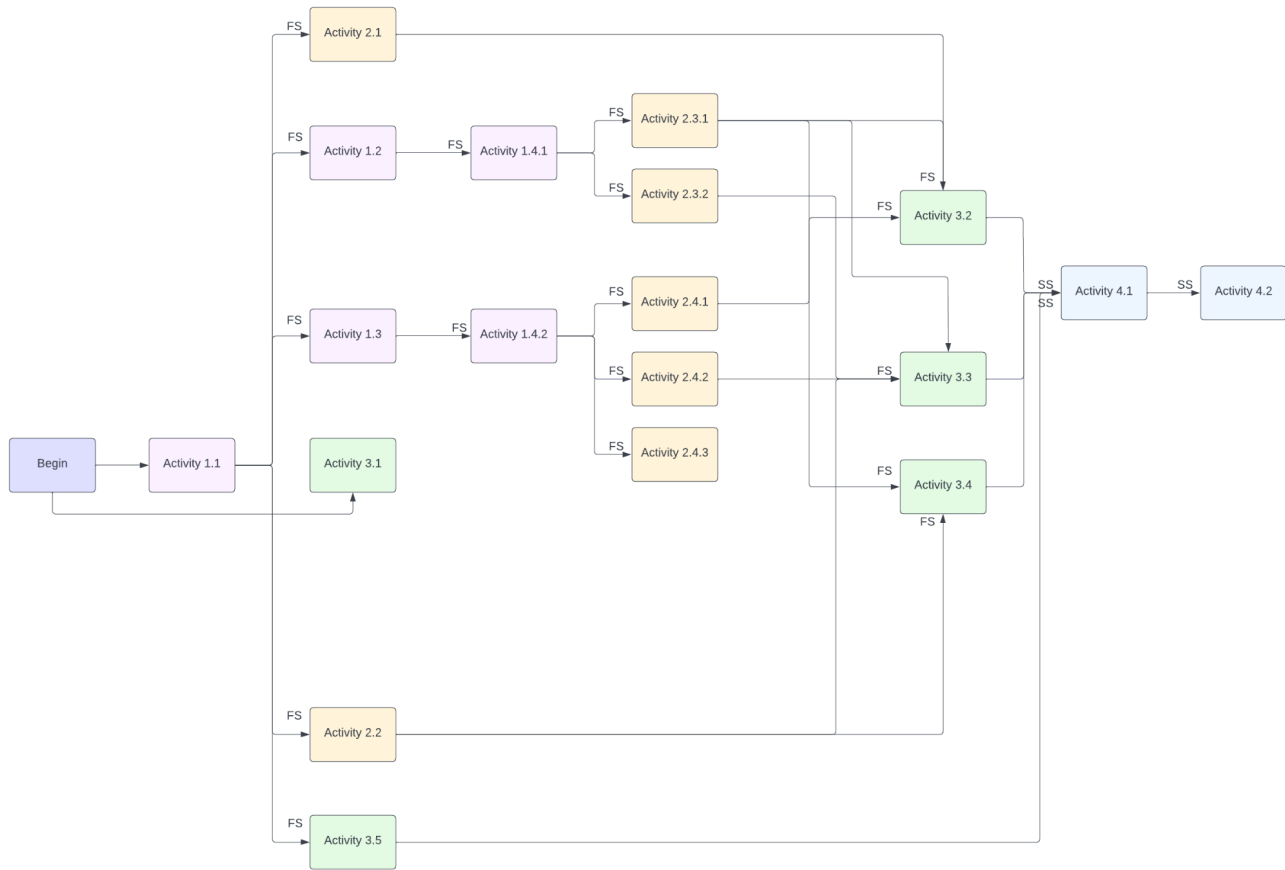 FS
Activity 2.1
FS
Activity 2.3.1
FS
Activity 1.2
FS
Activity 1.4.1
FS
Activity 2.3.2
FS
FS
Activity 3.2
FS
Activity 2.4.1
SS
SS
Activity 4.1
SS
Activity 4.2
FS
Activity 1.3
FS
Activity 1.4.2
FS
Activity 2.4.2
FS
Activity 3.3
Begin
Activity 1.1
Activity 3.1
FS
Activity 2.4.3
FS
Activity 3.4
FS
FS
Activity 2.2
FS
Activity 3.5